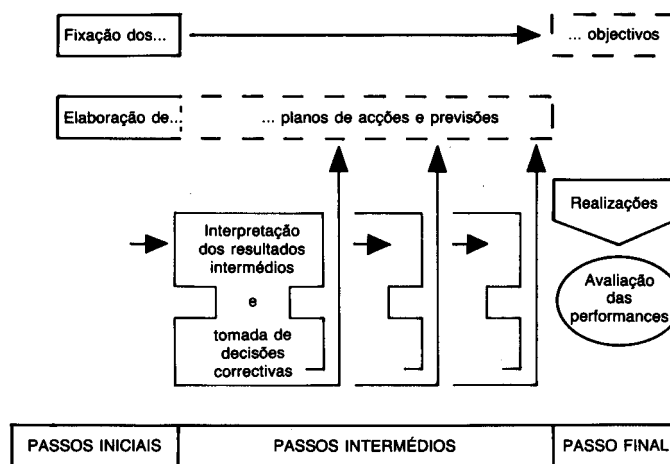 Fixação dos...
... objectivos
Elaboração de...
... planos de acções e previsões
Interpretação
dos resultados
intermédios
e
tomada de
decisões
correctivas
Realizações
Avaliação
das
performances
PASSOS INICIAIS
PASSOS INTERMÉDIOS
PASSO FINAL